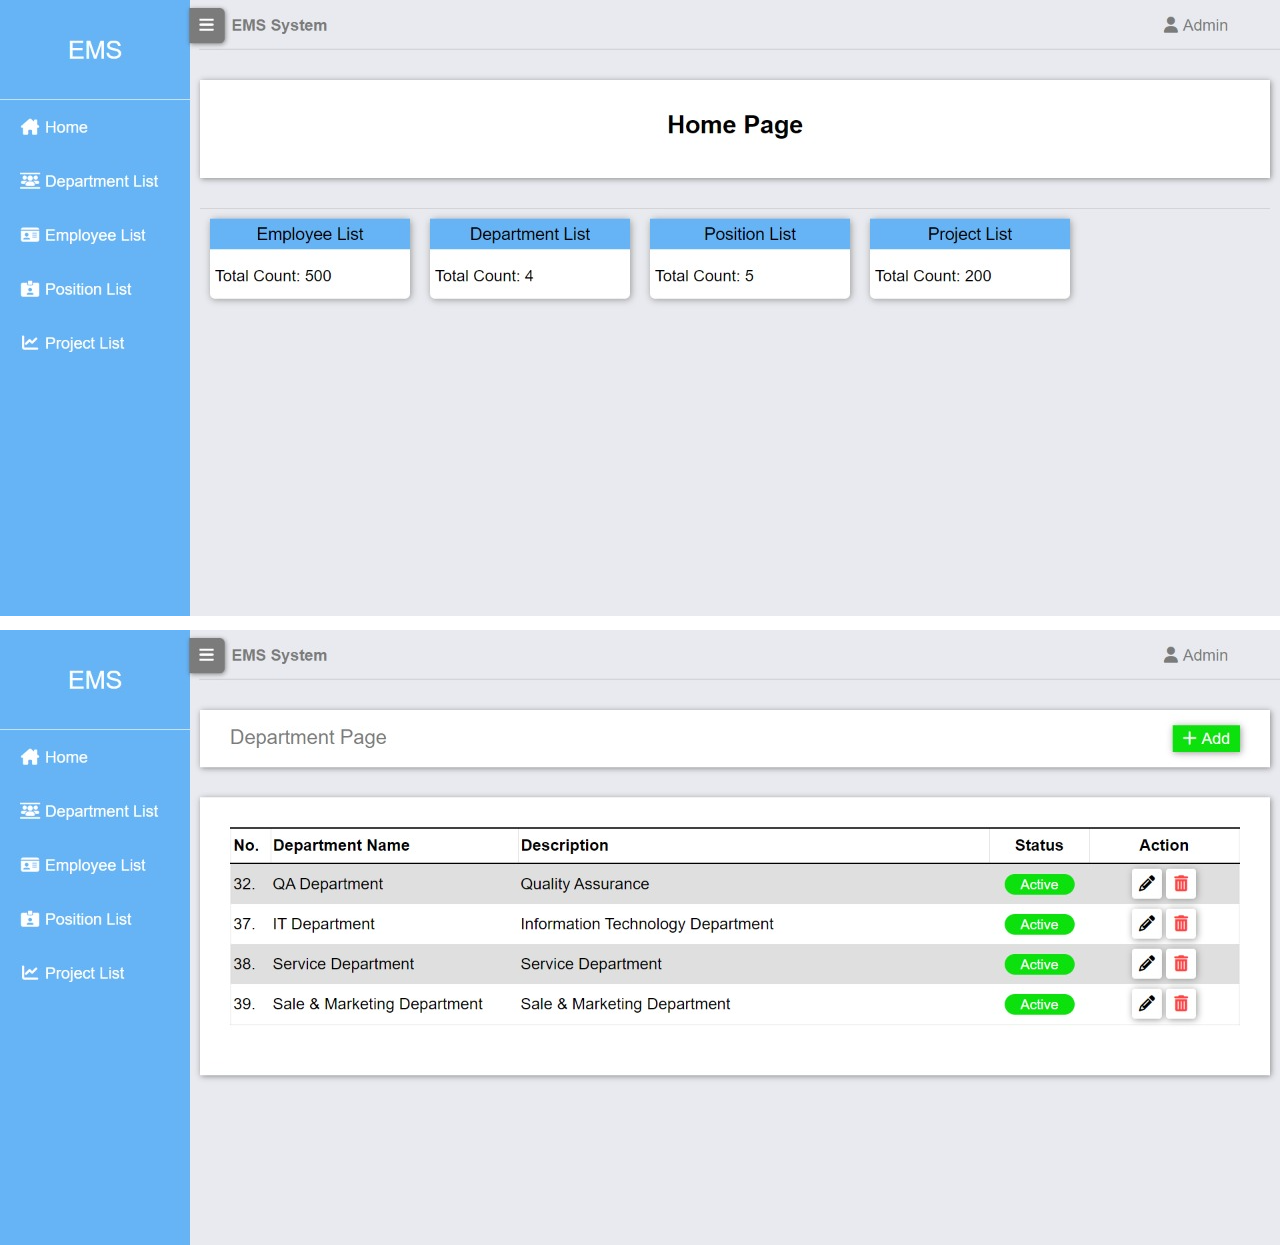 EMS
EMS System
Admin
Home
Department List
Employee List
Position List
Project List
Home Page
Employee List
Department List
Position List
Project List
Total Count: 500
Total Count: 4
Total Count: 5
Total Count: 200
EMS
EMS System
Admin
Home
Department List
Employee List
Position List
Project List
Department Page
+ Add
No. Department Name Description Status Action
32. QA Department Quality Assurance Active
37. IT Department Information Technology Department Active
38. Service Department Service Department Active
39. Sale & Marketing Department Sale & Marketing Department Active